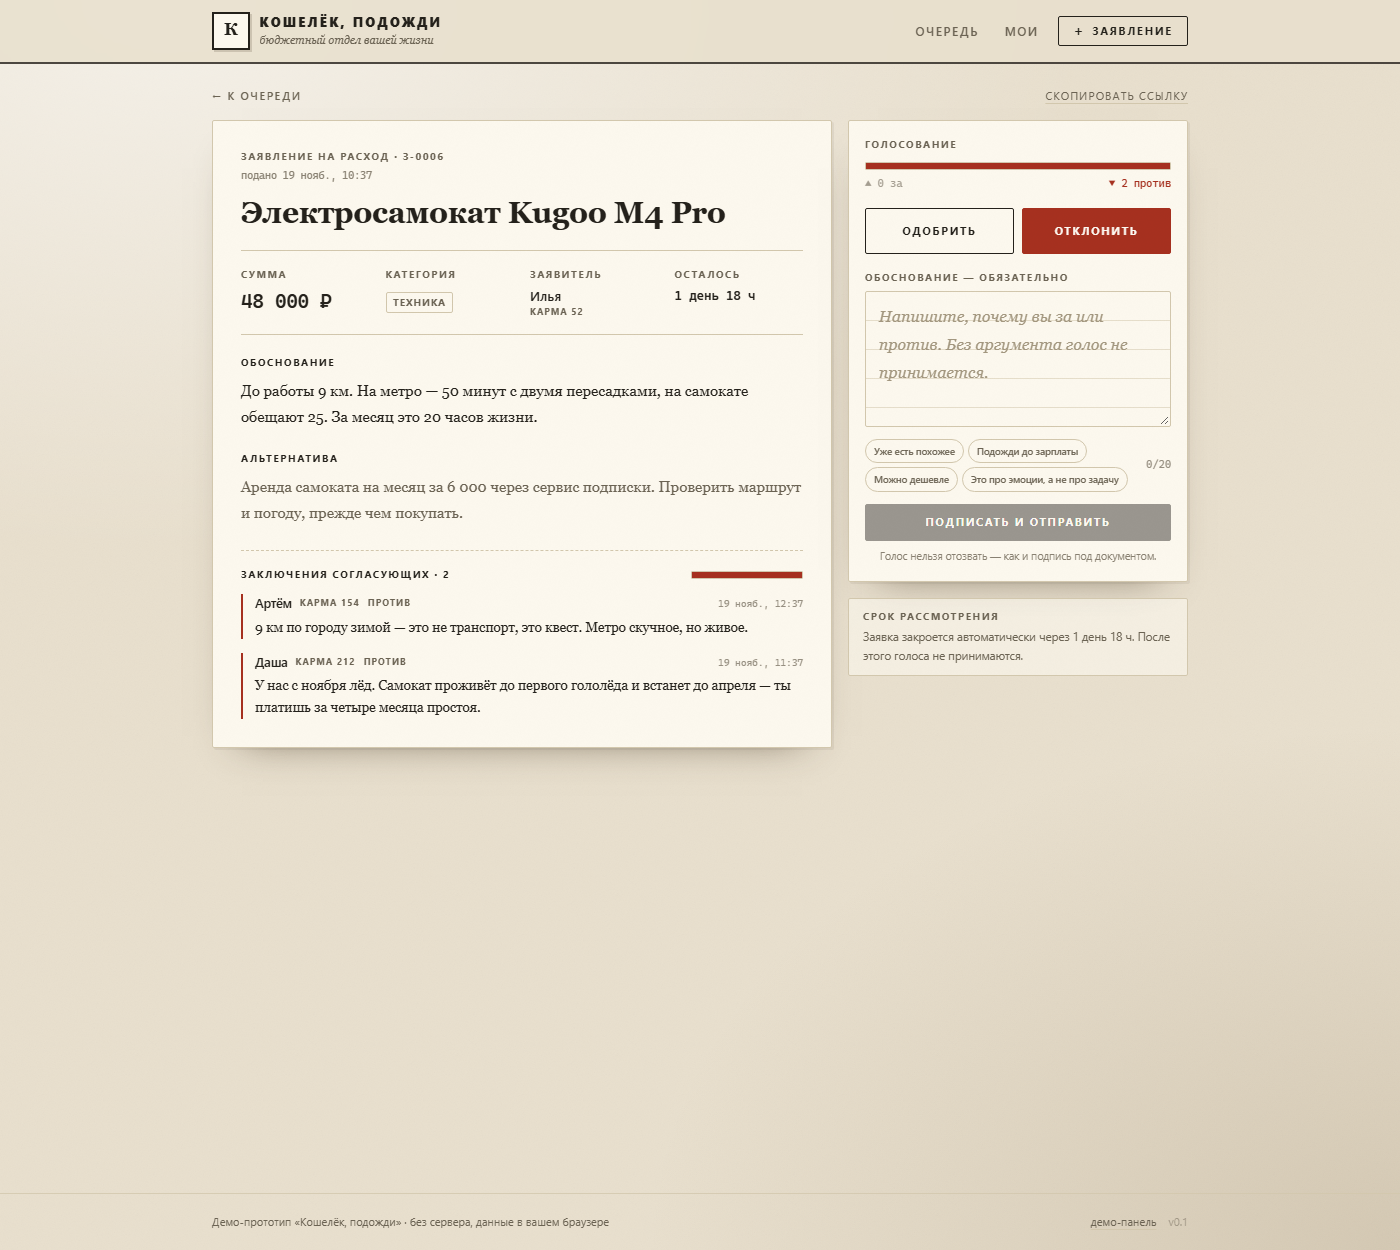 К
КОШЕЛЁК, ПОДОЖДИ
бюджетный отдел вашей жизни
ОЧЕРЕДЬ
МОИ
+ ЗАЯВЛЕНИЕ
← К ОЧЕРЕДИ
СКОПИРОВАТЬ ССЫЛКУ
ЗАЯВЛЕНИЕ НА РАСХОД · З-0006
подано 19 нояб., 10:37
Электросамокат Kugoo M4 Pro
СУММА
48 000 ₽
КАТЕГОРИЯ
ТЕХНИКА
ЗАЯВИТЕЛЬ
Илья
КАРМА 52
ОСТАЛОСЬ
1 день 18 ч
ОБОСНОВАНИЕ
До работы 9 км. На метро — 50 минут с двумя пересадками, на самокате
обещают 25. За месяц это 20 часов жизни.
АЛЬТЕРНАТИВА
Аренда самоката на месяц за 6 000 через сервис подписки. Проверить маршрут
и погоду, прежде чем покупать.
ЗАКЛЮЧЕНИЯ СОГЛАСУЮЩИХ · 2
Артём КАРМА 154 ПРОТИВ 19 нояб., 12:37
9 км по городу зимой — это не транспорт, это квест. Метро скучное, но живое.
Даша КАРМА 212 ПРОТИВ 19 нояб., 11:37
У нас с ноября лёд. Самокат проживёт до первого гололёда и встанет до апреля — ты
платишь за четыре месяца простоя.
ГОЛОСОВАНИЕ
▲ 0 за
▼ 2 против
ОДОБРИТЬ
ОТКЛОНИТЬ
ОБОСНОВАНИЕ — ОБЯЗАТЕЛЬНО
Напишите, почему вы за или
против. Без аргумента голос не
принимается.
Уже есть похожее
Подожди до зарплаты
Можно дешевле
Это про эмоции, а не про задачу
0/20
ПОДПИСАТЬ И ОТПРАВИТЬ
Голос нельзя отозвать — как и подпись под документом.
СРОК РАССМОТРЕНИЯ
Заявка закроется автоматически через 1 день 18 ч. После
этого голоса не принимаются.
Демо-прототип «Кошелёк, подожди» · без сервера, данные в вашем браузере
демо-панель
v0.1